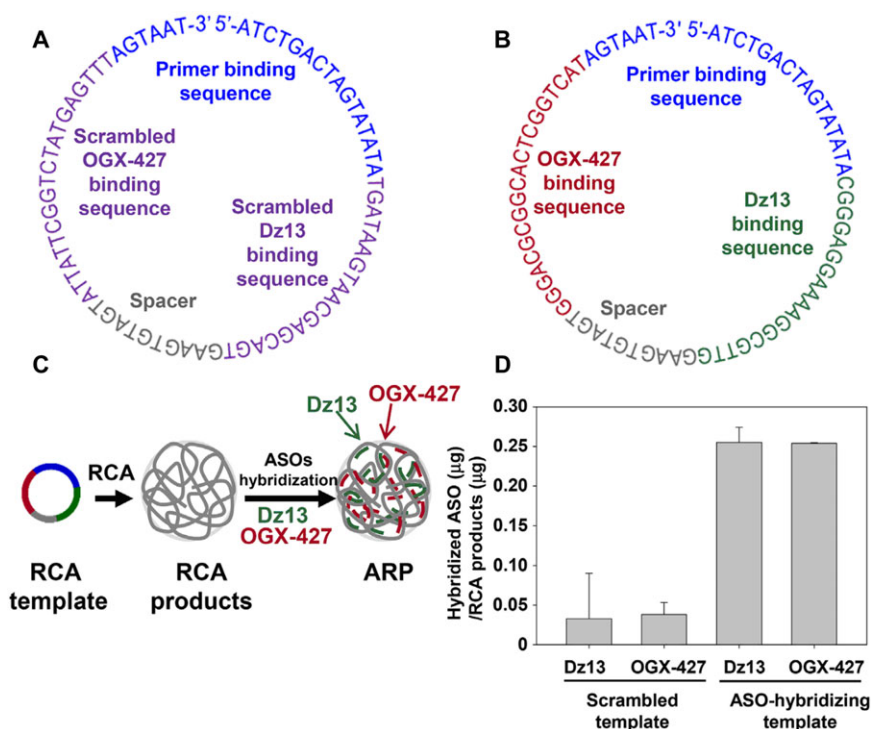 A
AGTAAT-3' 5'-ATCTGACTAGTATATATGATAAGTAACGAGCAGTGAAGTGTAGTATTATTCGGTCTATGAGTTT
Primer binding
sequence
Scrambled
OGX-427
binding
sequence
Scrambled
Dz13
binding
sequence
Spacer
B
AGTAAT-3' 5'-ATCTGACTAGTATATACGGGAGGAAAAGGCGTTGGAAGTGTAGTGGGACGCGGCACTCGGTCAT
Primer binding
sequence
OGX-427
binding
sequence
Dz13
binding
sequence
Spacer
C
Dz13
OGX-427
RCA
ASOs
hybridization
Dz13
OGX-427
RCA
template
RCA
products
ARP
D
Hybridized ASO (μg)
/RCA products (μg)
0.30
0.25
0.20
0.15
0.10
0.05
0
Dz13 OGX-427 Dz13 OGX-427
Scrambled
template
ASO-hybridizing
template